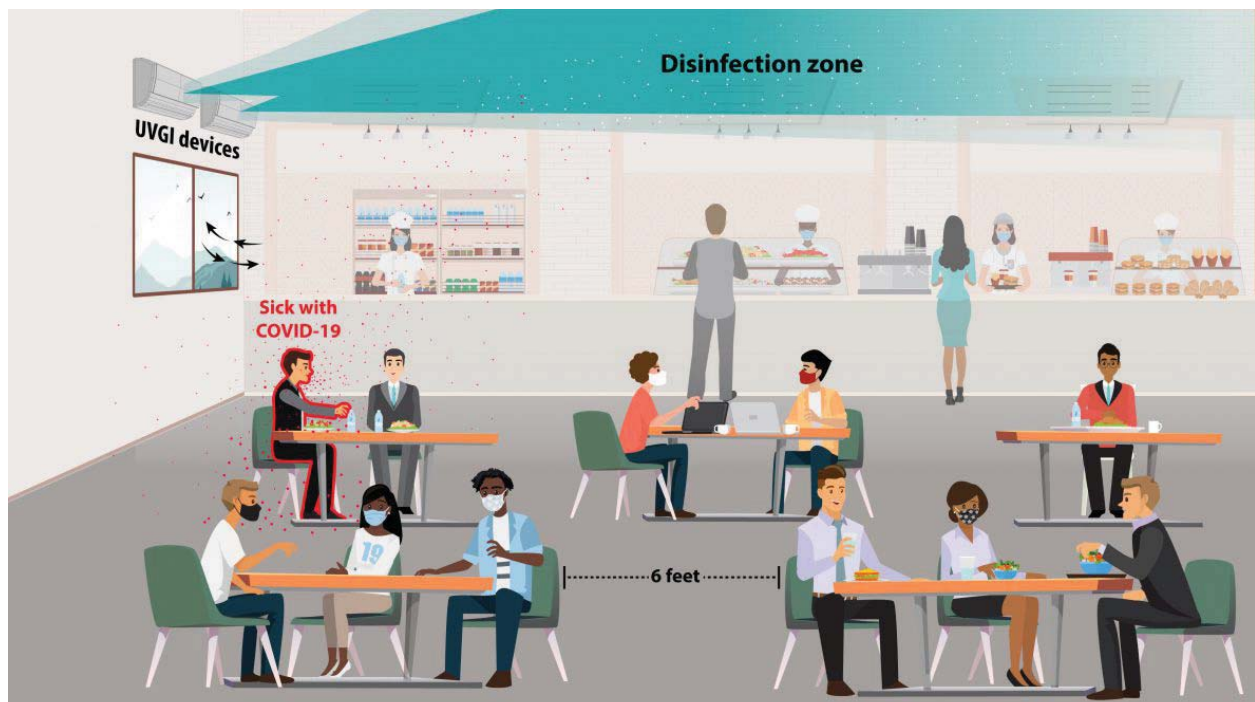 Disinfection zone
UVGI devices
Sick with
COVID-19
6 feet
19